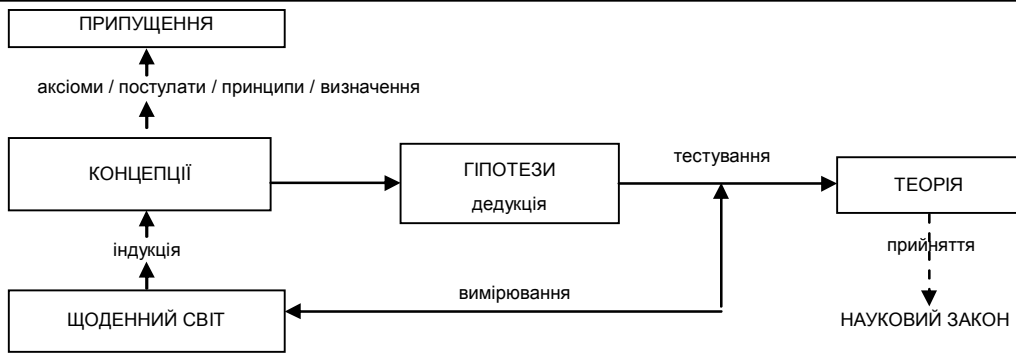 ПРИПУЩЕННЯ
аксіоми / постулати / принципи / визначення
КОНЦЕПЦІЇ
ГІПОТЕЗИ
дедукція
тестування
ТЕОРІЯ
індукція
прийняття
вимірювання
ЩОДЕННИЙ СВІТ
НАУКОВИЙ ЗАКОН